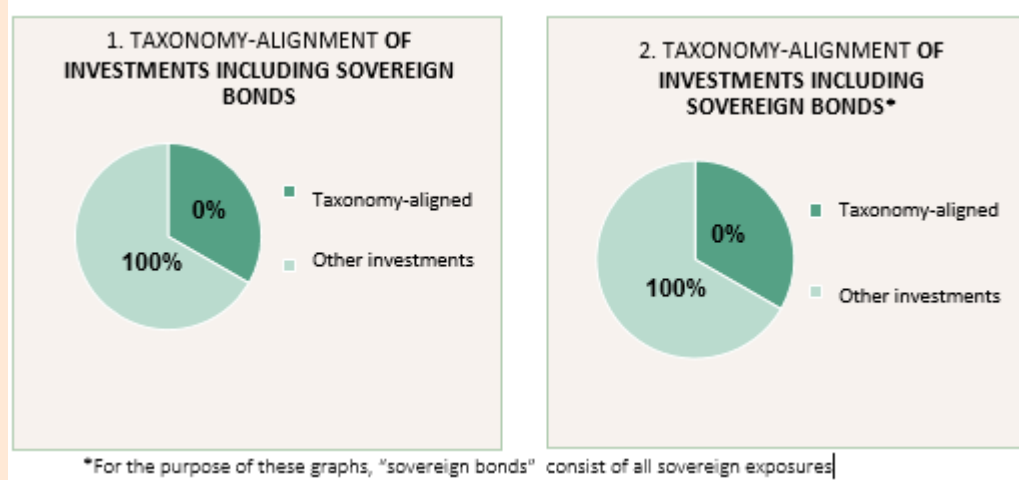 1. TAXONOMY-ALIGNMENT OF
INVESTMENTS INCLUDING SOVEREIGN
BONDS
0%
100%
Taxonomy-aligned
Other investments
2. TAXONOMY-ALIGNMENT OF
INVESTMENTS INCLUDING
SOVEREIGN BONDS*
0%
100%
Taxonomy-aligned
Other investments
*For the purpose of these graphs, "sovereign bonds" consist of all sovereign exposures